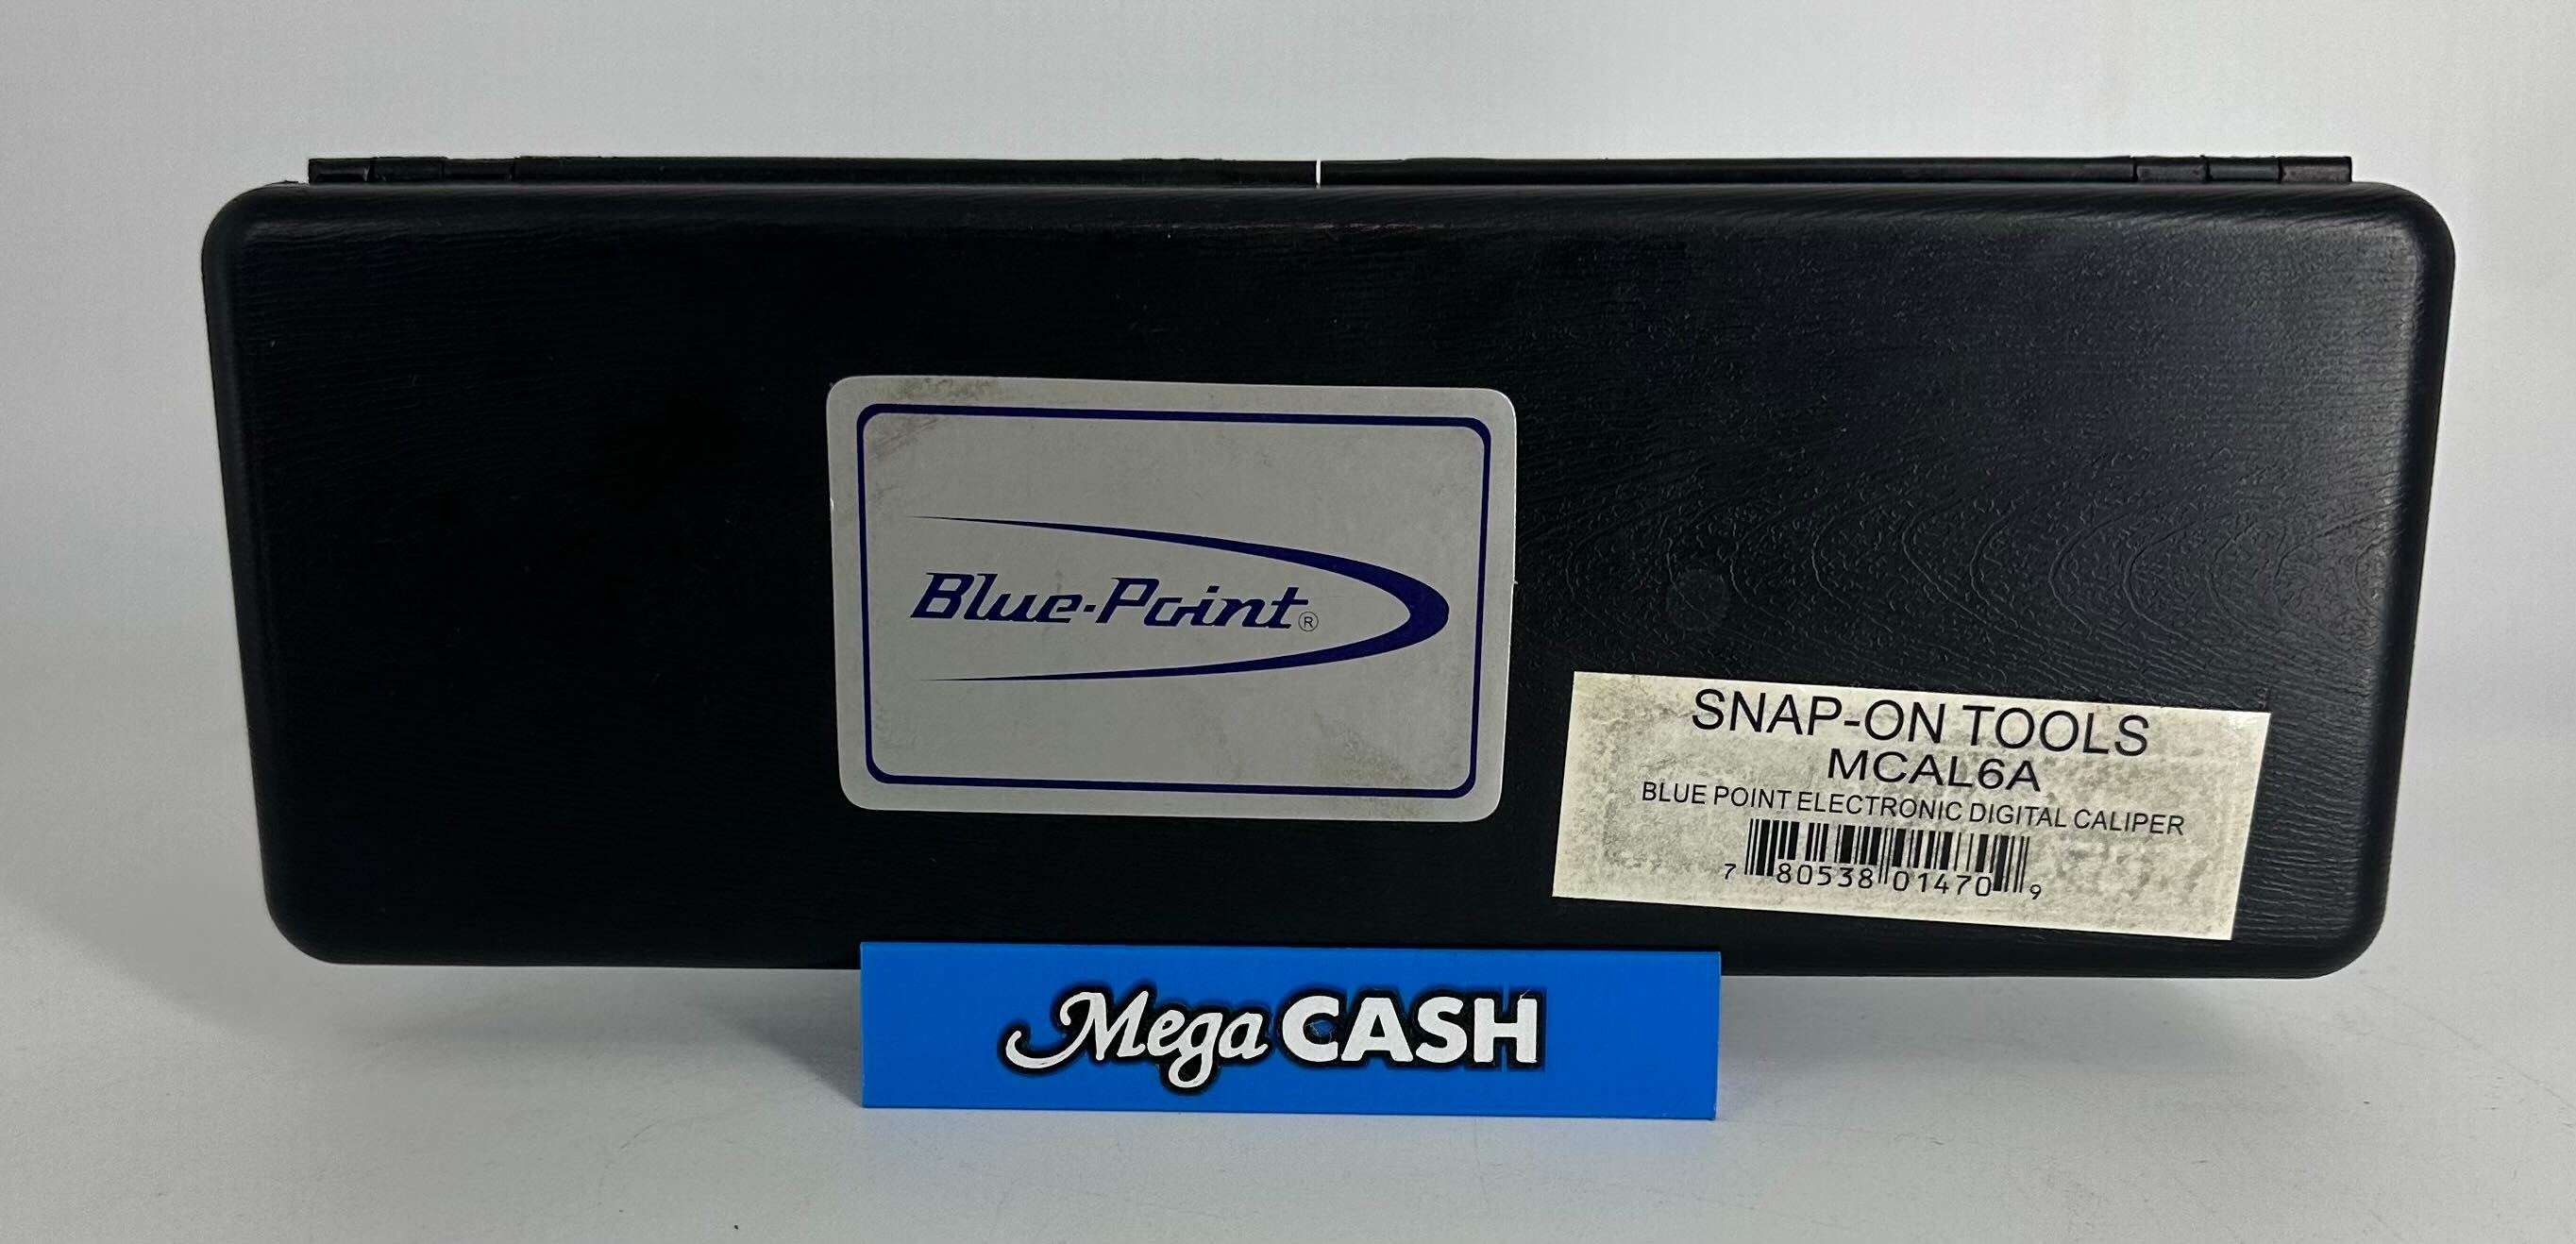 Blue-Point®
SNAP-ON TOOLS
MCAL6A
BLUE POINT ELECTRONIC DIGITAL CALIPER
7 80538 01470 9
Mega CASH